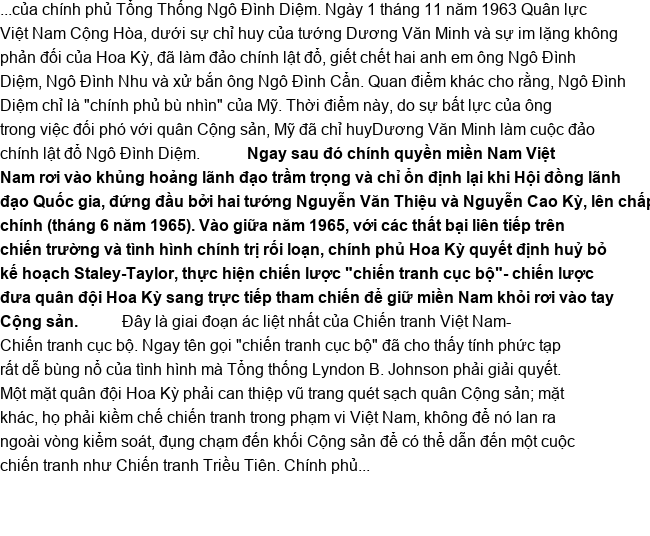 ...của chính phủ Tổng Thống Ngô Đình Diệm. Ngày 1 tháng 11 năm 1963 Quân lực
Việt Nam Cộng Hòa, dưới sự chỉ huy của tướng Dương Văn Minh và sự im lặng không
phản đối của Hoa Kỳ, đã làm đảo chính lật đổ, giết chết hai anh em ông Ngô Đình
Diệm, Ngô Đình Nhu và xử bắn ông Ngô Đình Cẩn. Quan điểm khác cho rằng, Ngô Đình
Diệm chỉ là "chính phủ bù nhìn" của Mỹ. Thời điểm này, do sự bất lực của ông
trong việc đối phó với quân Cộng sản, Mỹ đã chỉ huyDương Văn Minh làm cuộc đảo
chính lật đổ Ngô Đình Diệm. Ngay sau đó chính quyền miền Nam Việt
Nam rơi vào khủng hoảng lãnh đạo trầm trọng và chỉ ổn định lại khi Hội đồng lãnh
đạo Quốc gia, đứng đầu bởi hai tướng Nguyễn Văn Thiệu và Nguyễn Cao Kỳ, lên chấp
chính (tháng 6 năm 1965). Vào giữa năm 1965, với các thất bại liên tiếp trên
chiến trường và tình hình chính trị rối loạn, chính phủ Hoa Kỳ quyết định huỷ bỏ
kế hoạch Staley-Taylor, thực hiện chiến lược "chiến tranh cục bộ"- chiến lược
đưa quân đội Hoa Kỳ sang trực tiếp tham chiến để giữ miền Nam khỏi rơi vào tay
Cộng sản. Đây là giai đoạn ác liệt nhất của Chiến tranh Việt Nam-
Chiến tranh cục bộ. Ngay tên gọi "chiến tranh cục bộ" đã cho thấy tính phức tạp
rất dễ bùng nổ của tình hình mà Tổng thống Lyndon B. Johnson phải giải quyết.
Một mặt quân đội Hoa Kỳ phải can thiệp vũ trang quét sạch quân Cộng sản; mặt
khác, họ phải kiềm chế chiến tranh trong phạm vi Việt Nam, không để nó lan ra
ngoài vòng kiểm soát, đụng chạm đến khối Cộng sản để có thể dẫn đến một cuộc
chiến tranh như Chiến tranh Triều Tiên. Chính phủ...